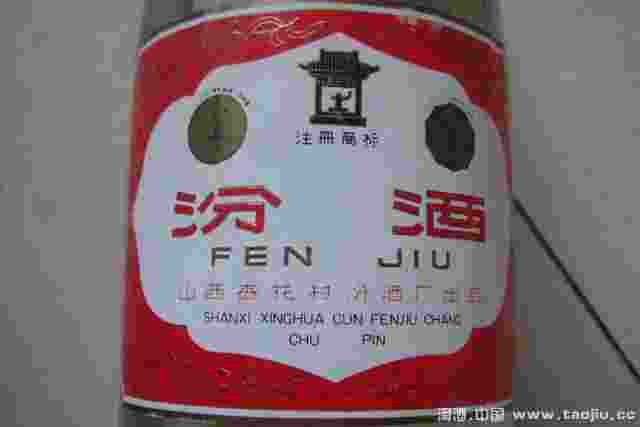 注册商标
汾 酒
FEN JIU
山西杏花村汾酒厂出品
SHANXI XINGHUA CUN FENJIU CHANG
CHU PIN
淘酒.中国 www.taojiu.cc